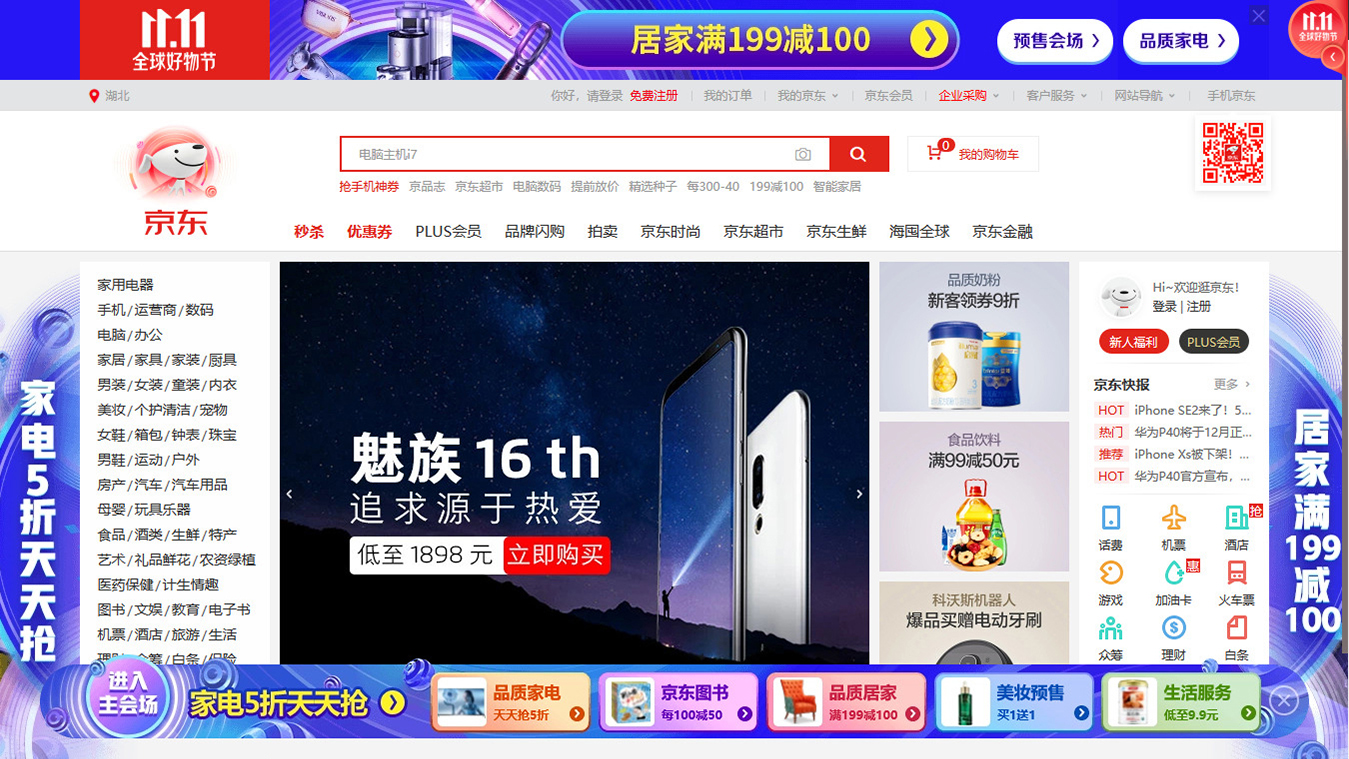 11.11
全球好物节
居家满199减100
预售会场
品质家电
11.11
全球好物节
湖北
你好，请登录 免费注册
我的订单
我的京东
京东会员
企业采购
客户服务
网站导航
手机京东
电脑主机i7
0
我的购物车
抢手机神券 京品志 京东超市 电脑数码 提前放价 精选种子 每300-40 199减100 智能家居
京东
秒杀 优惠券 PLUS会员 品牌闪购 拍卖 京东时尚 京东超市 京东生鲜 海囤全球 京东金融
家用电器
手机/运营商/数码
电脑/办公
家居/家具/家装/厨具
男装/女装/童装/内衣
美妆/个护清洁/宠物
女鞋/箱包/钟表/珠宝
男鞋/运动/户外
房产/汽车/汽车用品
母婴/玩具乐器
食品/酒类/生鲜/特产
艺术/礼品鲜花/农资绿植
医药保健/计生情趣
图书/文娱/教育/电子书
机票/酒店/旅游/生活
理财/众筹/白条/保险
家电5折天天抢
魅族 16 th
追求源于热爱
低至 1898 元 立即购买
品质奶粉
新客领券9折
食品饮料
满99减50元
科沃斯机器人
爆品买赠电动牙刷
Hi~欢迎逛京东！
登录 | 注册
新人福利
PLUS会员
京东快报
更多
HOT iPhone SE2来了！5...
热门 华为P40将于12月正...
推荐 iPhone Xs被下架！...
HOT 华为P40官方宣布，...
抢
话费 机票 酒店
惠
游戏 加油卡 火车票
众筹 理财 白条
居家满199减100
进入
主会场
家电5折天天抢
品质家电
天天抢5折
京东图书
每100减50
品质居家
满199减100
美妆预售
买1送1
生活服务
低至9.9元